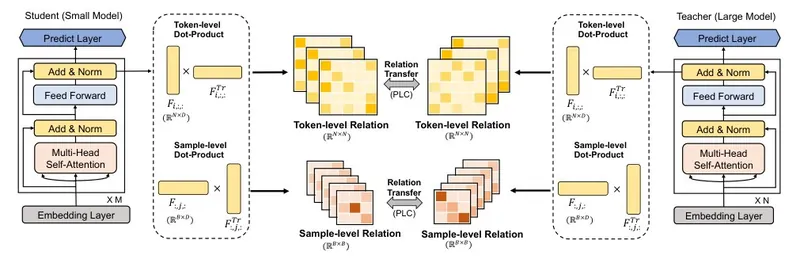 Student (Small Model)
Predict Layer
Add & Norm
Feed Forward
Add & Norm
Multi-Head
Self-Attention
X M
Embedding Layer
Token-level
Dot-Product
×
F_{i,:,:}
F^{Tr}_{i,:,:}
(ℝ^{N×D})
Sample-level
Dot-Product
×
F_{:,j,:}
F^{Tr}_{:,j,:}
(ℝ^{B×D})
Token-level Relation
(ℝ^{N×N})
Relation
Transfer
(PLC)
Token-level Relation
(ℝ^{N×N})
Sample-level Relation
(ℝ^{B×B})
Relation
Transfer
(PLC)
Sample-level Relation
(ℝ^{B×B})
Token-level
Dot-Product
×
F_{i,:,:}
F^{Tr}_{i,:,:}
(ℝ^{N×D})
Sample-level
Dot-Product
×
F_{:,j,:}
F^{Tr}_{:,j,:}
(ℝ^{B×D})
Teacher (Large Model)
Predict Layer
Add & Norm
Feed Forward
Add & Norm
Multi-Head
Self-Attention
X N
Embedding Layer